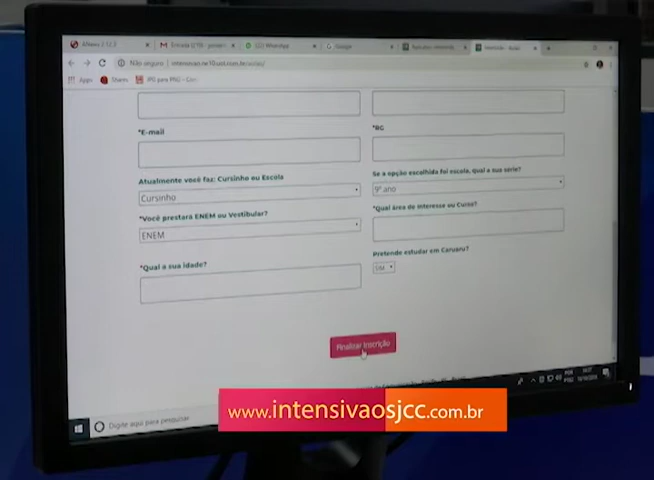 WhatsApp
Google
Não seguro
Apps
*E-mail
*RG
Atualmente você faz: Cursinho ou Escola
Se a opção escolhida foi escola, qual a sua série?
Cursinho
9° ano
*Você prestará ENEM ou Vestibular?
*Qual área de interesse ou Curso?
ENEM
*Qual a sua idade?
Pretende estudar em Caruaru?
SIM
Finalizar Inscrição
Digite aqui para pesquisar
www.intensivaosjcc.com.br